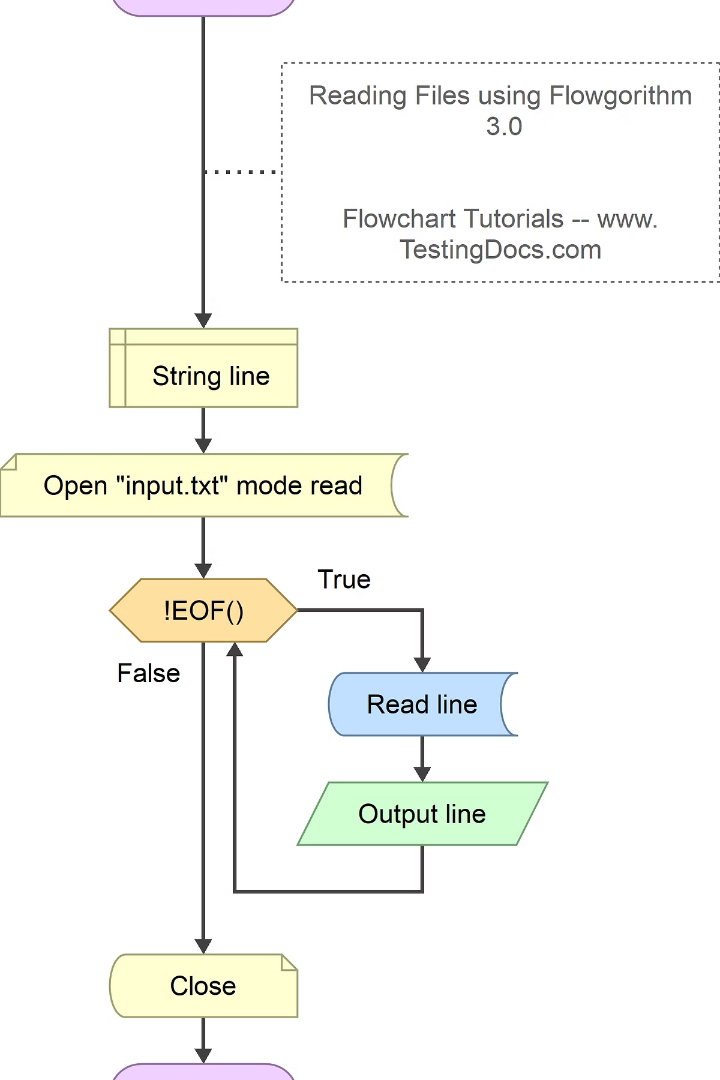 Reading Files using Flowgorithm
3.0
Flowchart Tutorials -- www.
TestingDocs.com
String line
Open "input.txt" mode read
True
!EOF()
False
Read line
Output line
Close